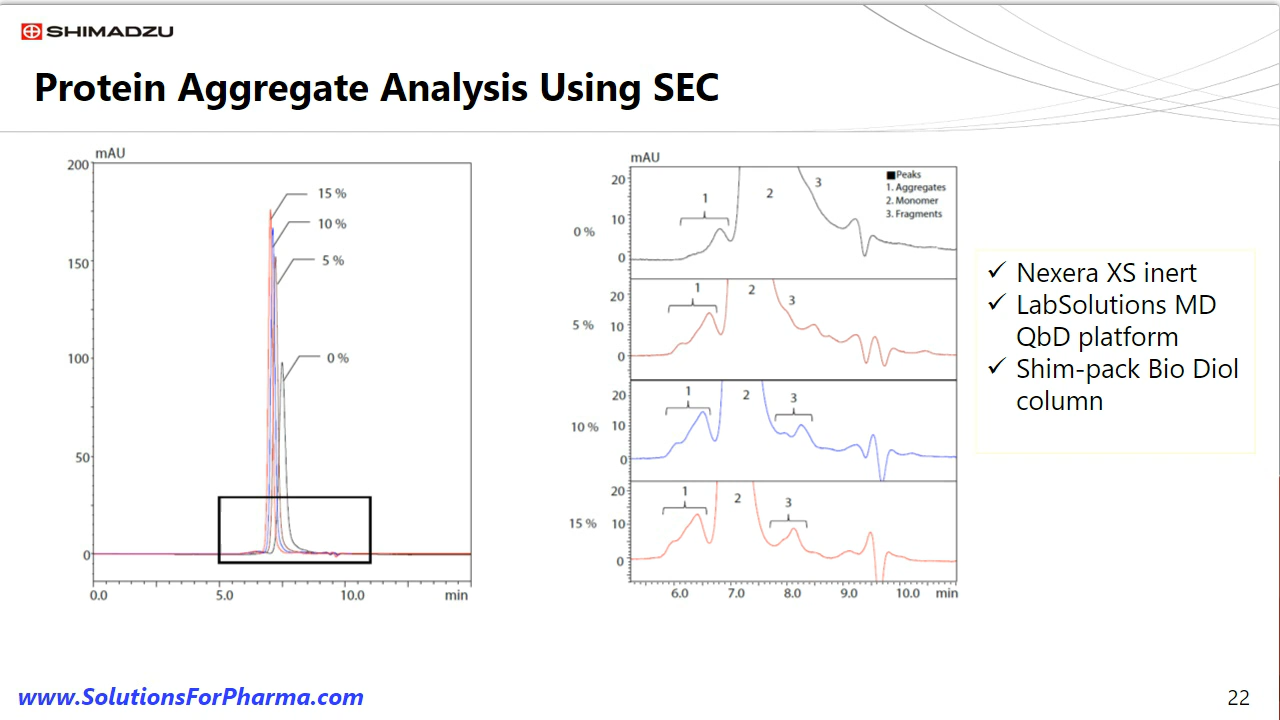 SHIMADZU
Protein Aggregate Analysis Using SEC
mAU
200
150
100
50
0
15 %
10 %
5 %
0 %
0.0 5.0 10.0 min
mAU
0 %
20
10
0
1
2
3
■Peaks
1. Aggregates
2. Monomer
3. Fragments
5 %
20
10
0
1
2
3
10 %
20
10
0
1
2
3
15 %
20
10
0
1
2
3
6.0 7.0 8.0 9.0 10.0 min
✓ Nexera XS inert
✓ LabSolutions MD
QbD platform
✓ Shim-pack Bio Diol
column
www.SolutionsForPharma.com
22